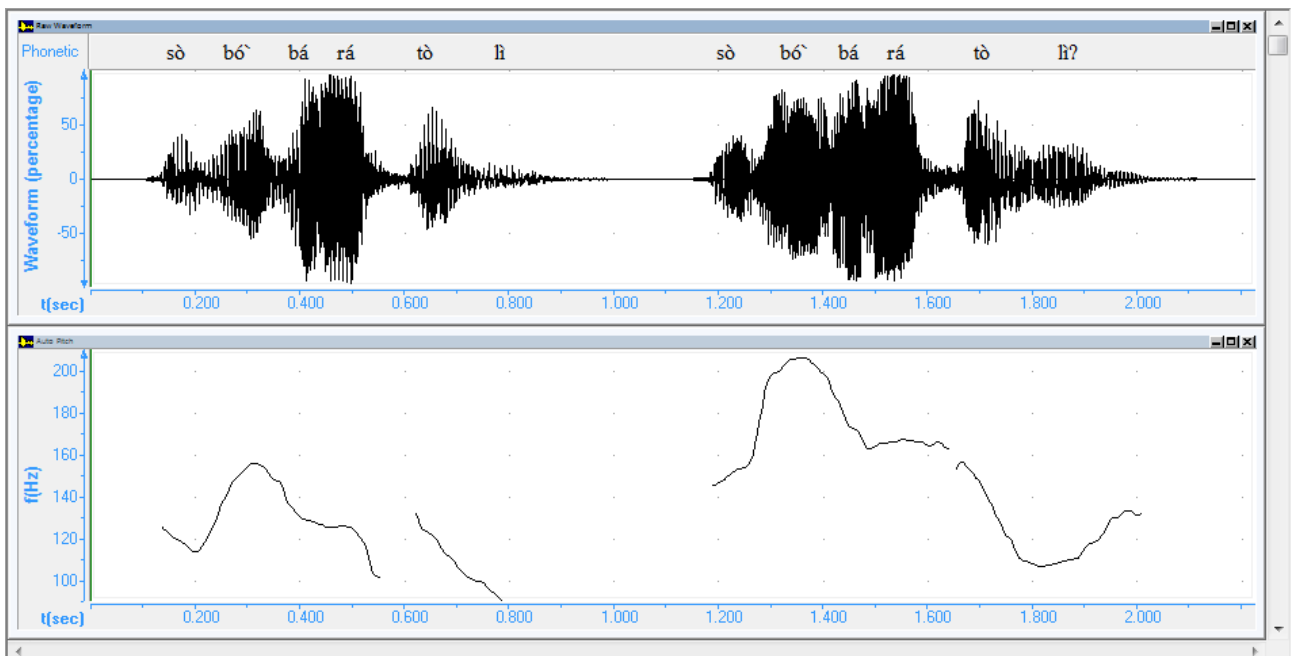 Raw Waveform
Phonetic sò bó` bá rá tò lì sò bó` bá rá tò lì?
Waveform (percentage)
50
0
-50
t(sec) 0.200 0.400 0.600 0.800 1.000 1.200 1.400 1.600 1.800 2.000
Auto Pitch
f(Hz)
200
180
160
140
120
100
t(sec) 0.200 0.400 0.600 0.800 1.000 1.200 1.400 1.600 1.800 2.000